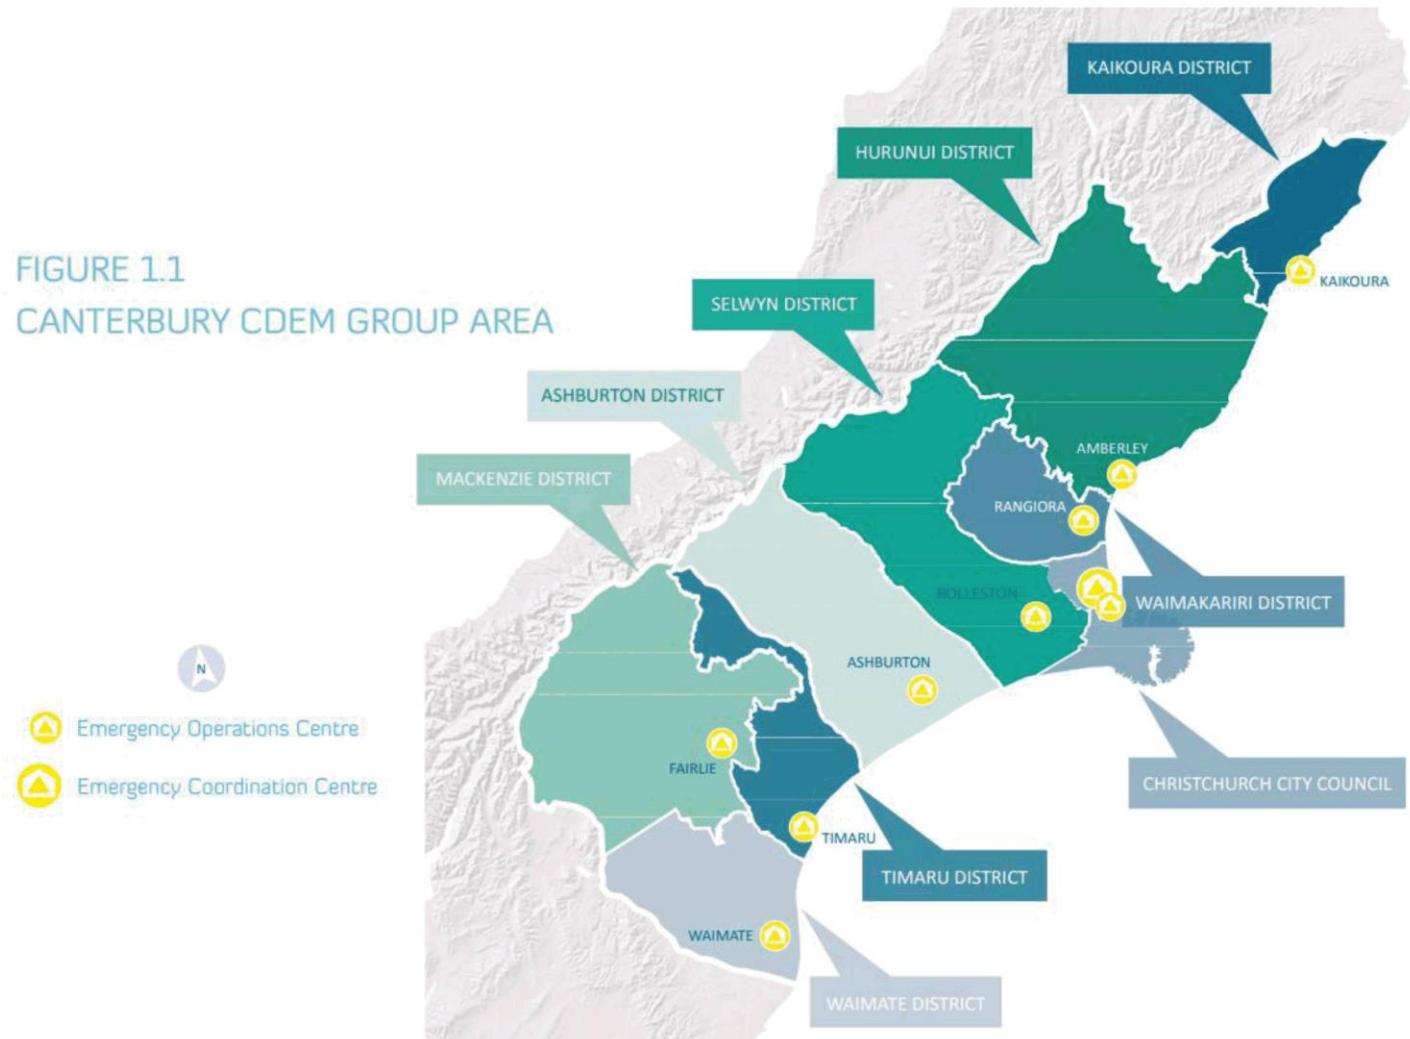 KAIKOURA DISTRICT
HURUNUI DISTRICT
FIGURE 1.1
CANTERBURY CDEM GROUP AREA
KAIKOURA
SELWYN DISTRICT
ASHBURTON DISTRICT
AMBERLEY
MACKENZIE DISTRICT
RANGIORA
ROLLESTON
WAIMAKARIRI DISTRICT
ASHBURTON
N
Emergency Operations Centre
FAIRLIE
Emergency Coordination Centre
CHRISTCHURCH CITY COUNCIL
TIMARU
TIMARU DISTRICT
WAIMATE
WAIMATE DISTRICT